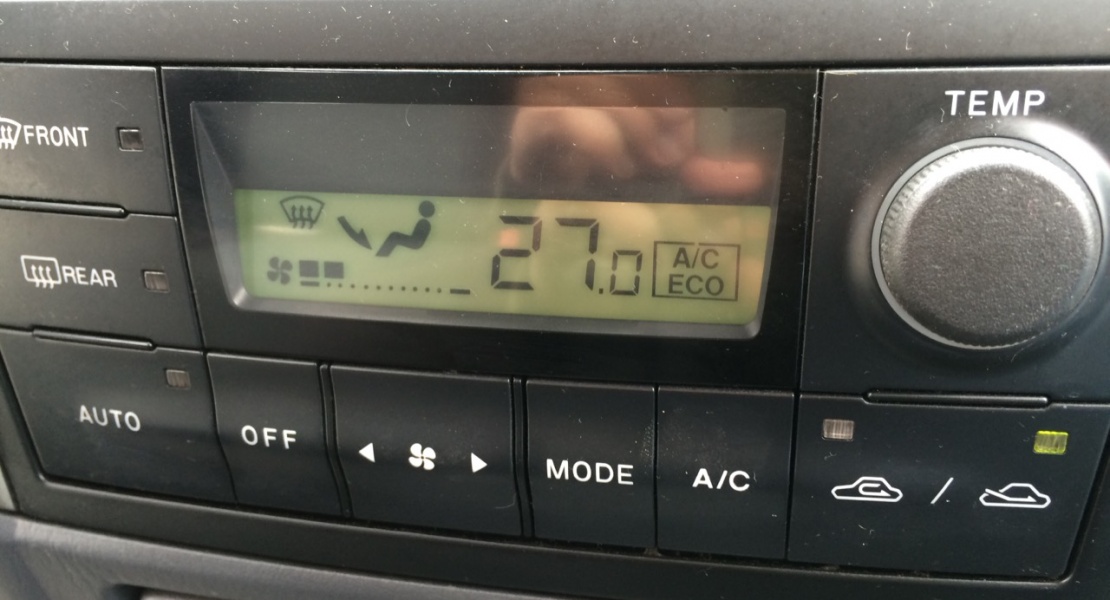 TEMP
FRONT
27.0
A/C
ECO
REAR
AUTO
OFF
MODE
A/C
/